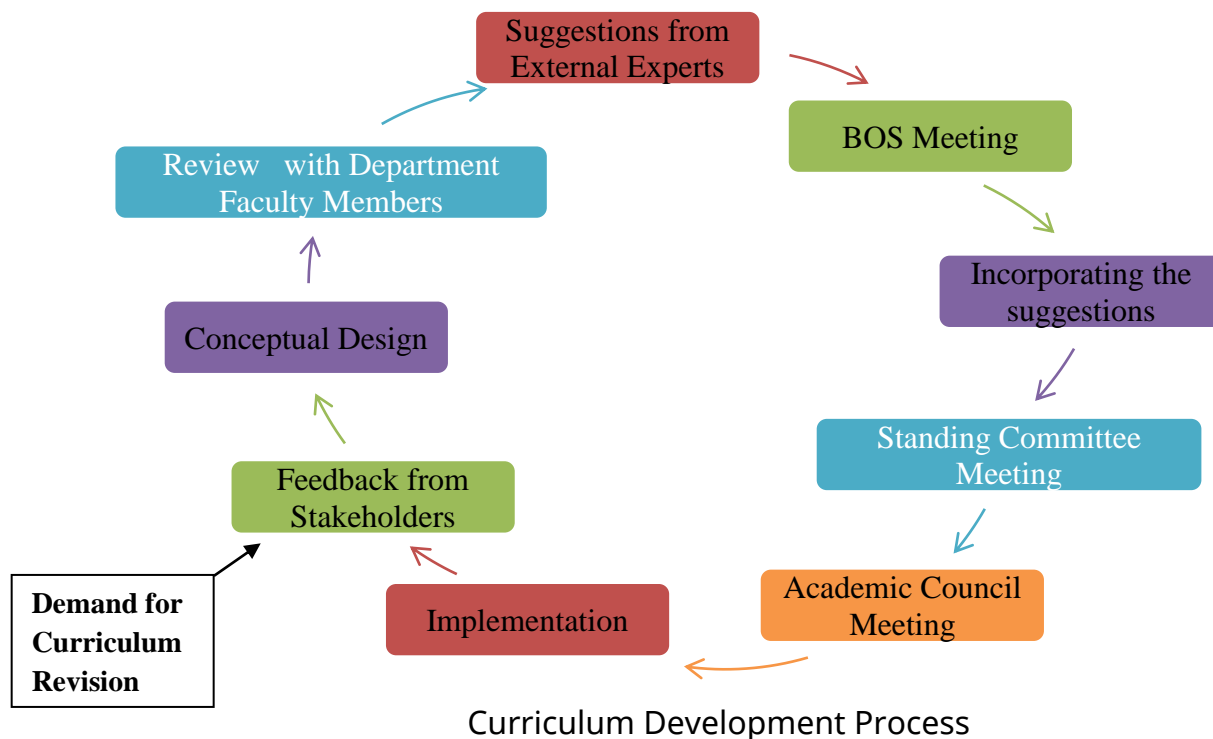 Suggestions from
External Experts
BOS Meeting
Review with Department
Faculty Members
Incorporating the
suggestions
Conceptual Design
Standing Committee
Meeting
Feedback from
Stakeholders
Academic Council
Meeting
Implementation
Demand for
Curriculum
Revision
Curriculum Development Process